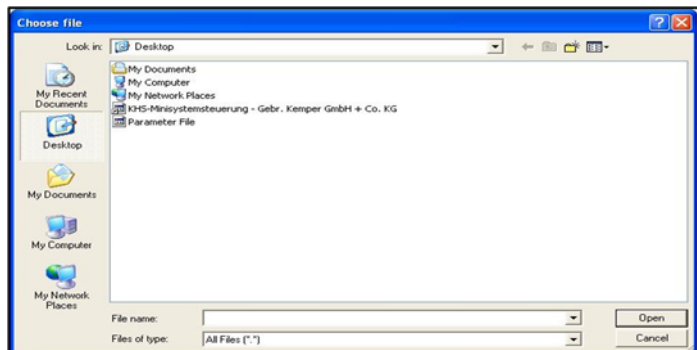 Choose file
Look in:
Desktop
My Recent
Documents
Desktop
My Documents
My Computer
My Network
Places
My Documents
My Computer
My Network Places
KHS-Minisystemsteuerung - Gebr. Kemper GmbH + Co. KG
Parameter File
File name:
Open
Files of type:
All Files (*.*)
Cancel